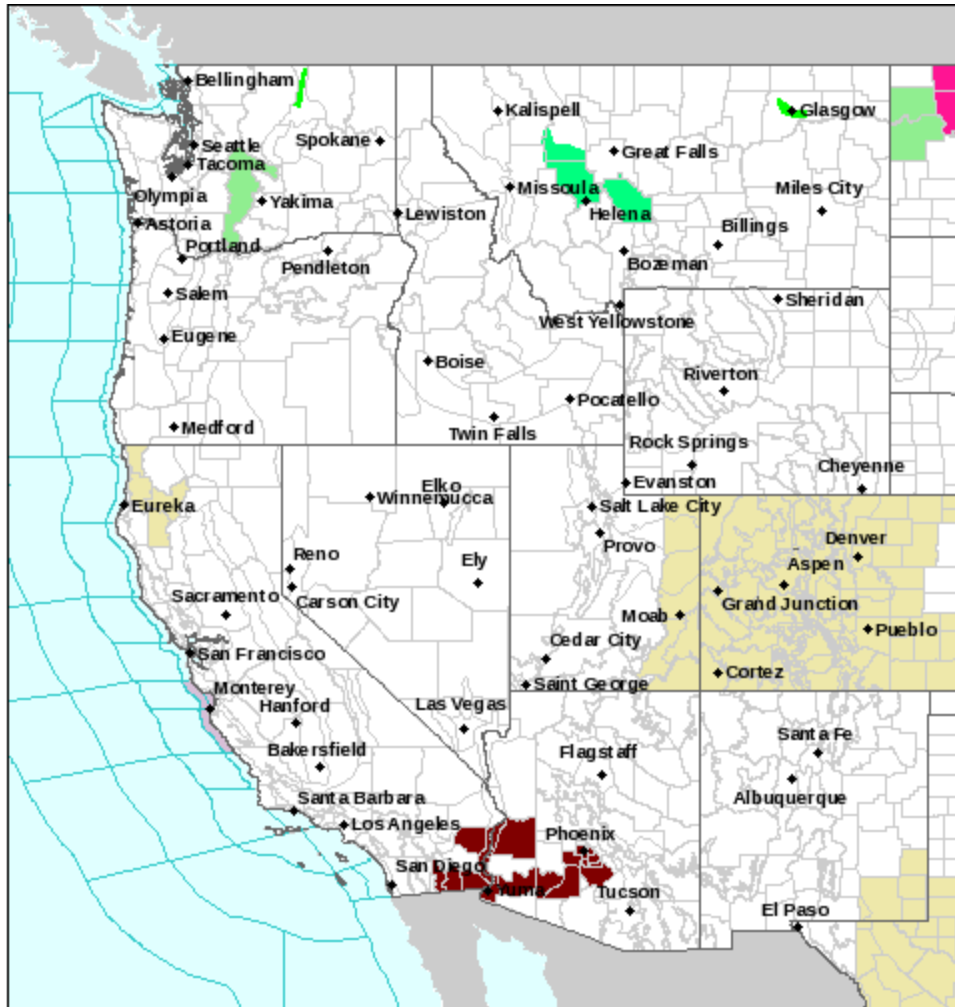 Bellingham
Kalispell
Glasgow
Seattle
Spokane
Great Falls
Tacoma
Olympia
Missoula
Miles City
Yakima
Lewiston
Helena
Astoria
Billings
Portland
Pendleton
Bozeman
Salem
Sheridan
West Yellowstone
Eugene
Boise
Riverton
Pocatello
Medford
Twin Falls
Rock Springs
Cheyenne
Elko
Evanston
Eureka
Winnemucca
Salt Lake City
Denver
Provo
Reno
Ely
Aspen
Sacramento
Carson City
Grand Junction
Moab
Pueblo
Cedar City
San Francisco
Cortez
Saint George
Monterey
Hanford
Las Vegas
Santa Fe
Bakersfield
Flagstaff
Albuquerque
Santa Barbara
Los Angeles
Phoenix
San Diego
Yuma
Tucson
El Paso